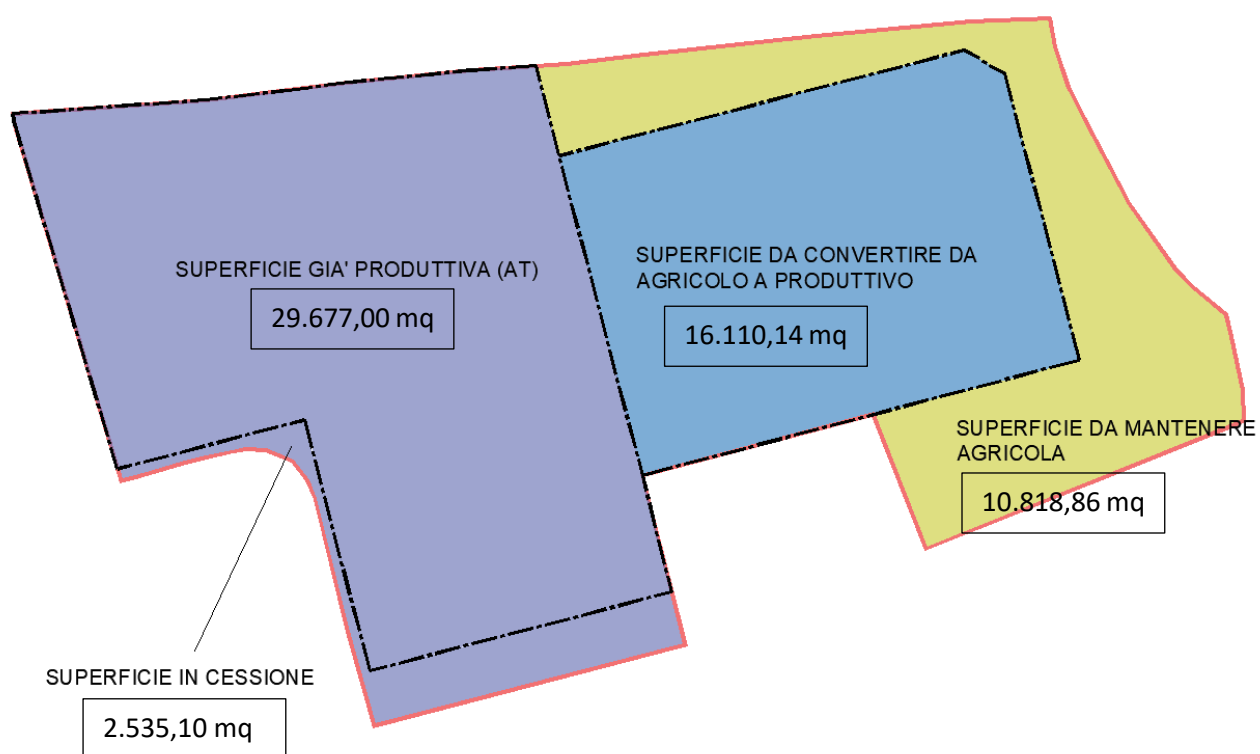 SUPERFICIE GIA' PRODUTTIVA (AT)
29.677,00 mq
SUPERFICIE DA CONVERTIRE DA
AGRICOLO A PRODUTTIVO
16.110,14 mq
SUPERFICIE DA MANTENERE
AGRICOLA
10.818,86 mq
SUPERFICIE IN CESSIONE
2.535,10 mq